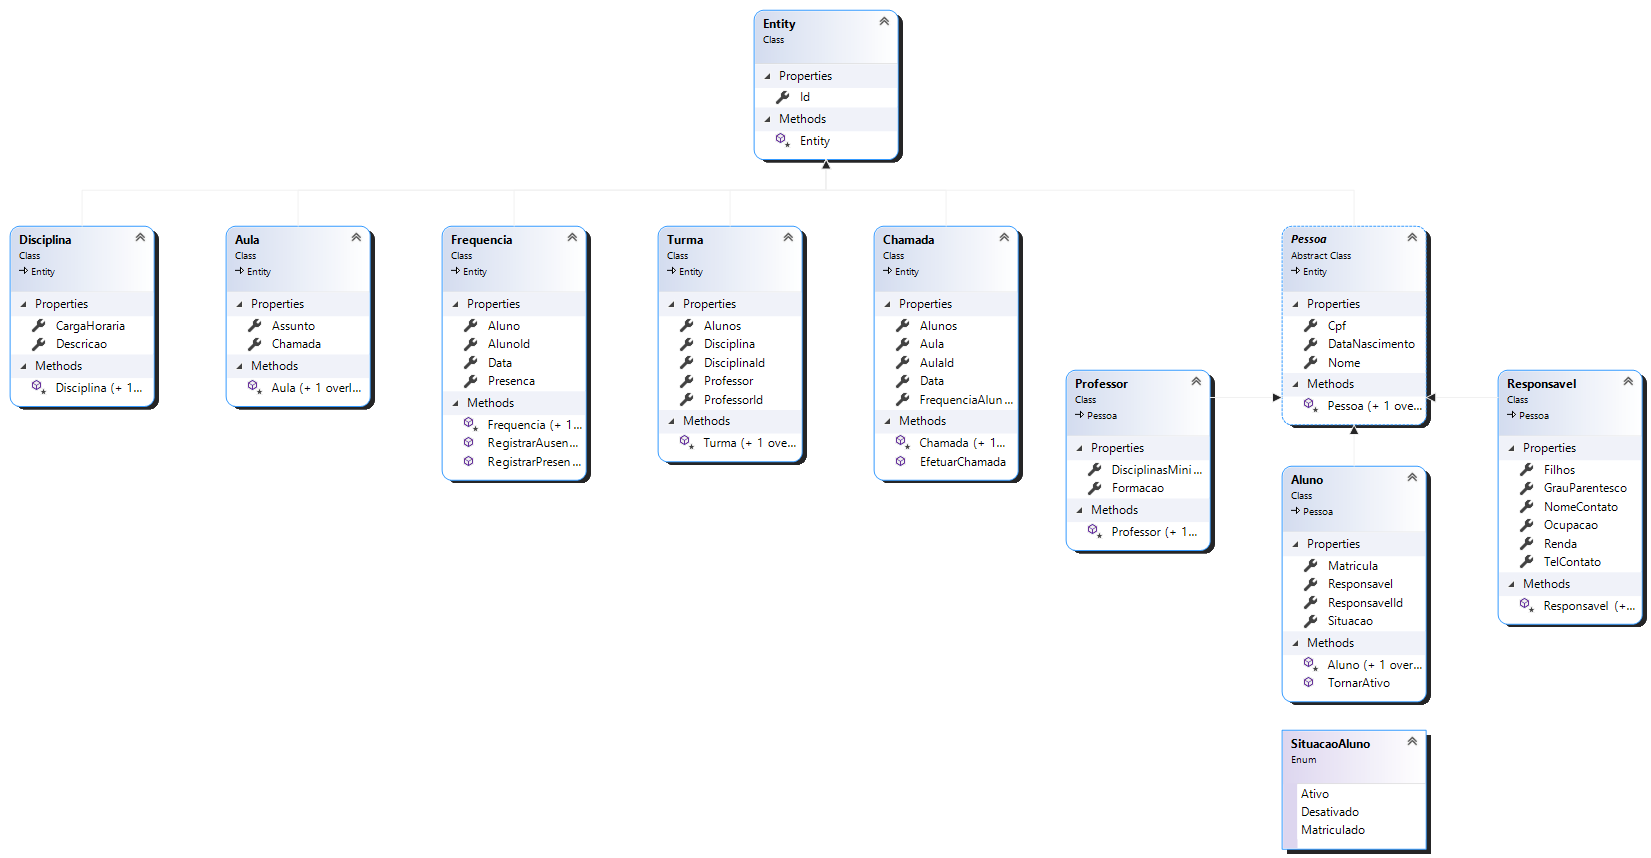 Entity
Class
Properties
Id
Methods
Entity
Disciplina
Class
Entity
Properties
CargaHoraria
Descricao
Methods
Disciplina (+ 1...
Aula
Class
Entity
Properties
Assunto
Chamada
Methods
Aula (+ 1 overl...
Frequencia
Class
Entity
Properties
Aluno
AlunoId
Data
Presenca
Methods
Frequencia (+ 1...
RegistrarAusen...
RegistrarPresen...
Turma
Class
Entity
Properties
Alunos
Disciplina
DisciplinaId
Professor
ProfessorId
Methods
Turma (+ 1 ove...
Chamada
Class
Entity
Properties
Alunos
Aula
AulaId
Data
FrequenciaAlun...
Methods
Chamada (+ 1...
EfetuarChamada
Pessoa
Abstract Class
Entity
Properties
Cpf
DataNascimento
Nome
Methods
Pessoa (+ 1 ove...
Professor
Class
Pessoa
Properties
DisciplinasMini...
Formacao
Methods
Professor (+ 1...
Responsavel
Class
Pessoa
Properties
Filhos
GrauParentesco
NomeContato
Ocupacao
Renda
TelContato
Methods
Responsavel (+...
Aluno
Class
Pessoa
Properties
Matricula
Responsavel
ResponsavelId
Situacao
Methods
Aluno (+ 1 over...
TornarAtivo
SituacaoAluno
Enum
Ativo
Desativado
Matriculado